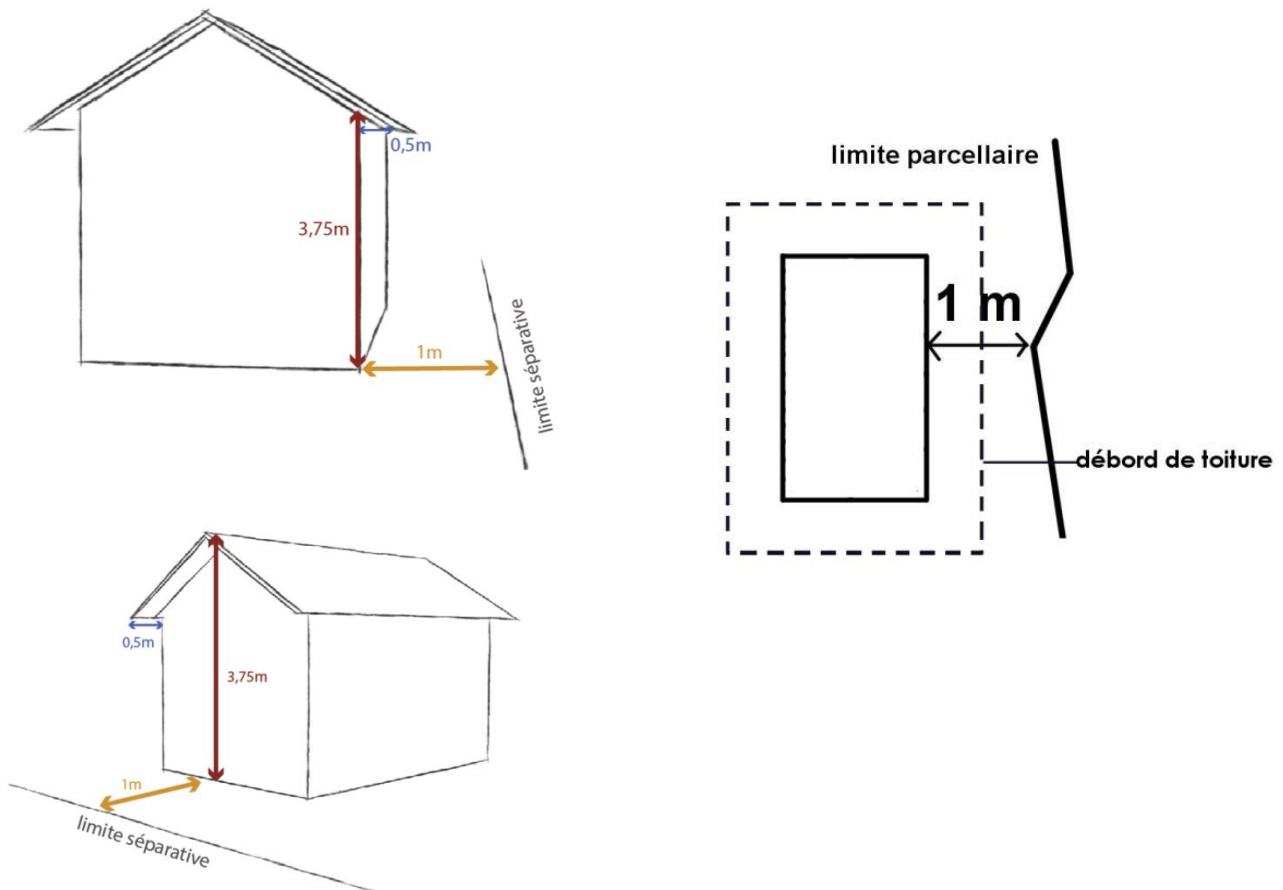 0,5m
3,75m
1m
limite séparative
limite parcellaire
1 m
débord de toiture
0,5m
3,75m
1m
limite séparative